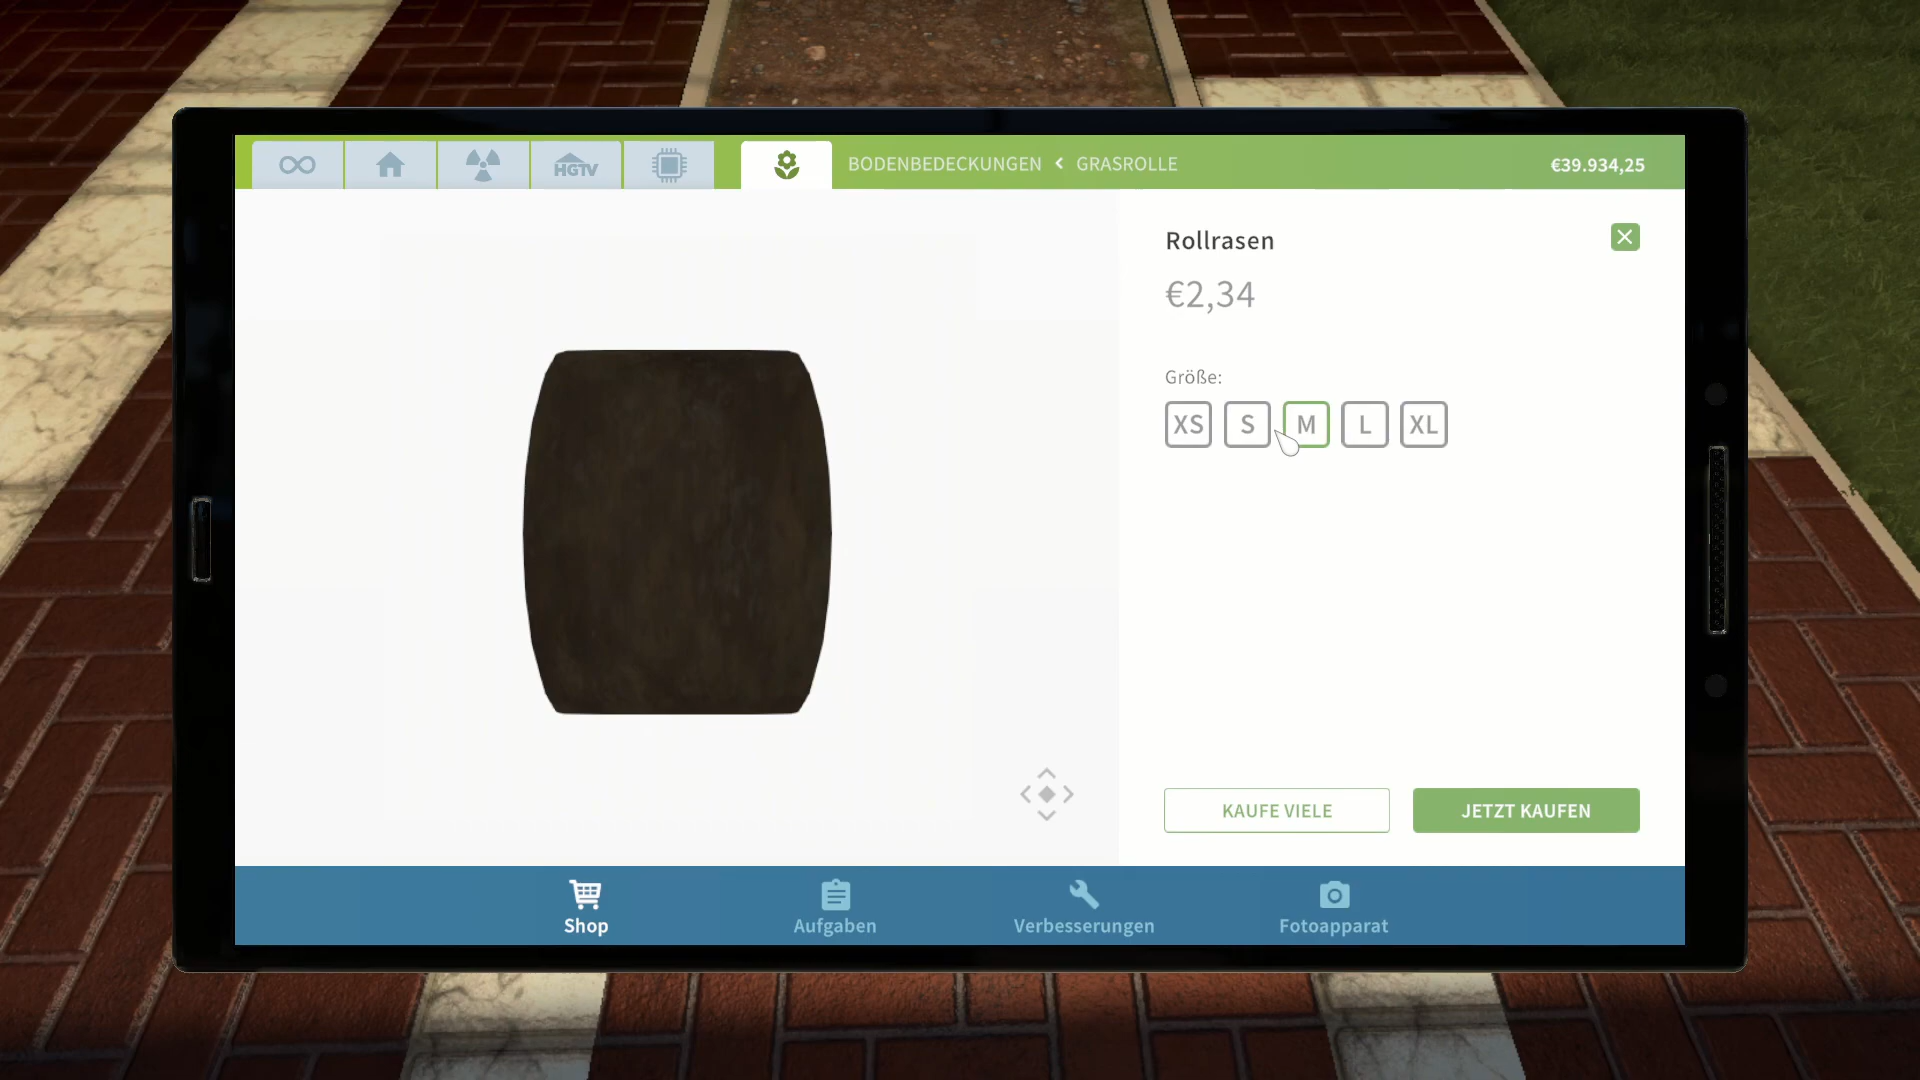 HGTV
BODENBEDECKUNGEN < GRASROLLE
€39.934,25
Rollrasen
€2,34
Größe:
XS S M L XL
KAUFE VIELE
JETZT KAUFEN
Shop
Aufgaben
Verbesserungen
Fotoapparat